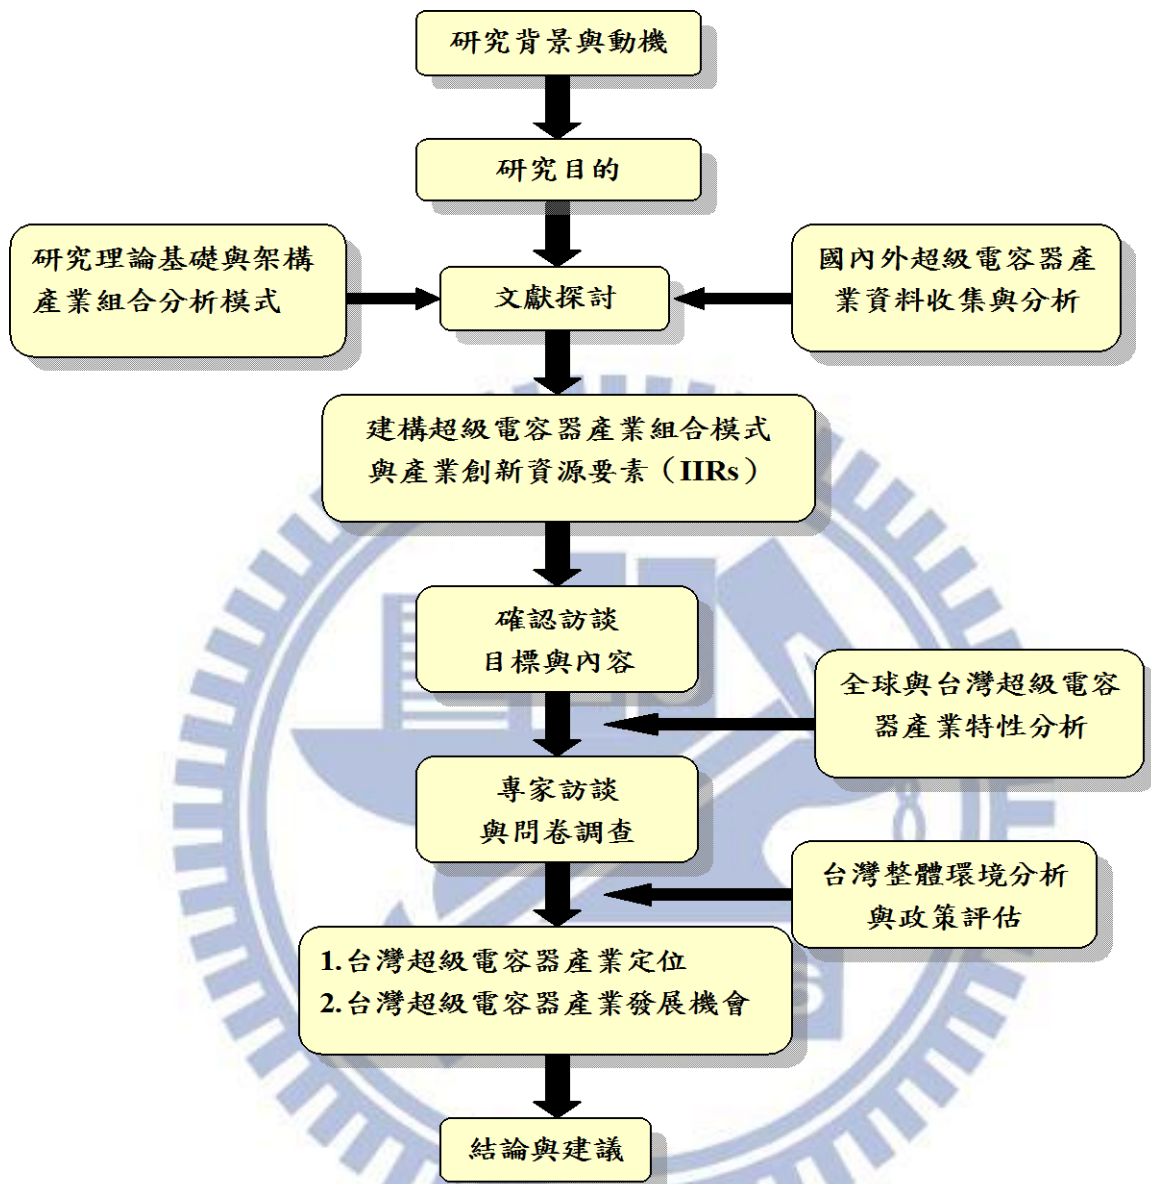 研究背景與動機
研究目的
研究理論基礎與架構
產業組合分析模式
文獻探討
國內外超級電容器產
業資料收集與分析
建構超級電容器產業組合模式
與產業創新資源要素（IIRs）
確認訪談
目標與內容
全球與台灣超級電容
器產業特性分析
專家訪談
與問卷調查
台灣整體環境分析
與政策評估
1.台灣超級電容器產業定位
2.台灣超級電容器產業發展機會
結論與建議